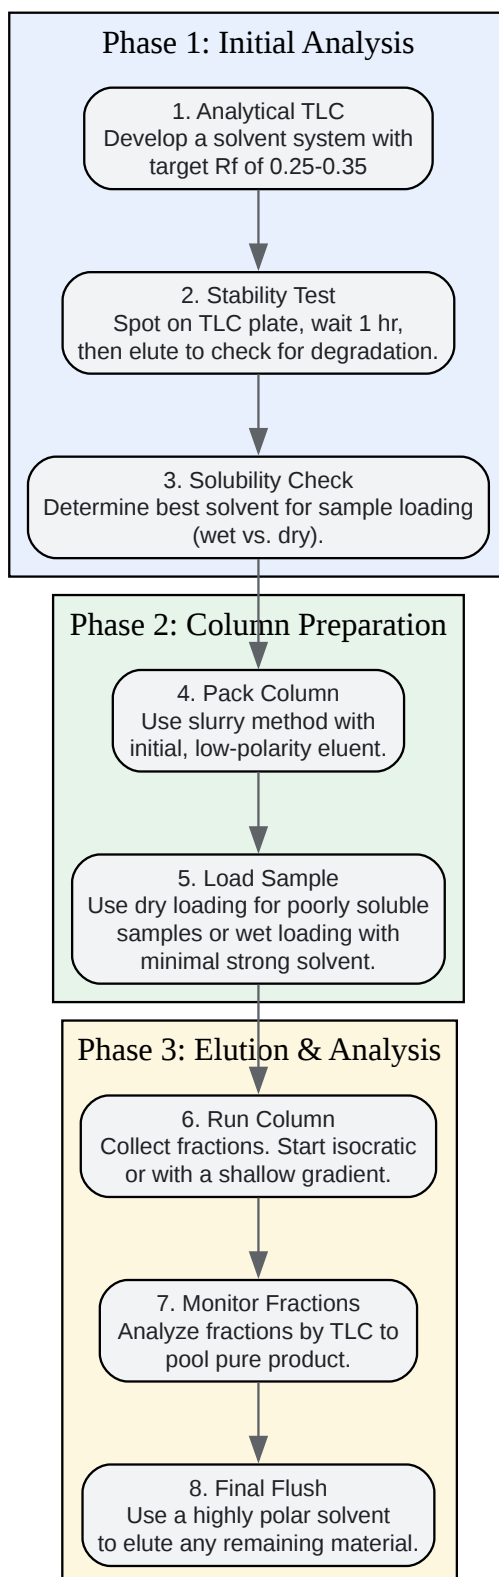 Phase 1: Initial Analysis
1. Analytical TLC
Develop a solvent system with
target Rf of 0.25-0.35
2. Stability Test
Spot on TLC plate, wait 1 hr,
then elute to check for degradation.
3. Solubility Check
Determine best solvent for sample loading
(wet vs. dry).
Phase 2: Column Preparation
4. Pack Column
Use slurry method with
initial, low-polarity eluent.
5. Load Sample
Use dry loading for poorly soluble
samples or wet loading with
minimal strong solvent.
Phase 3: Elution & Analysis
6. Run Column
Collect fractions. Start isocratic
or with a shallow gradient.
7. Monitor Fractions
Analyze fractions by TLC to
pool pure product.
8. Final Flush
Use a highly polar solvent
to elute any remaining material.